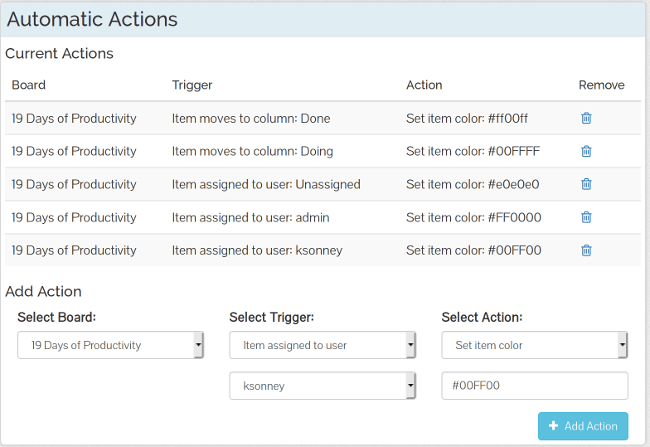 Automatic Actions
Current Actions
Board Trigger Action Remove
19 Days of Productivity Item moves to column: Done Set item color: #ff00ff
19 Days of Productivity Item moves to column: Doing Set item color: #00FFFF
19 Days of Productivity Item assigned to user: Unassigned Set item color: #e0e0e0
19 Days of Productivity Item assigned to user: admin Set item color: #FF0000
19 Days of Productivity Item assigned to user: ksonney Set item color: #00FF00
Add Action
Select Board: Select Trigger: Select Action:
19 Days of Productivity Item assigned to user Set item color
ksonney #00FF00
Add Action